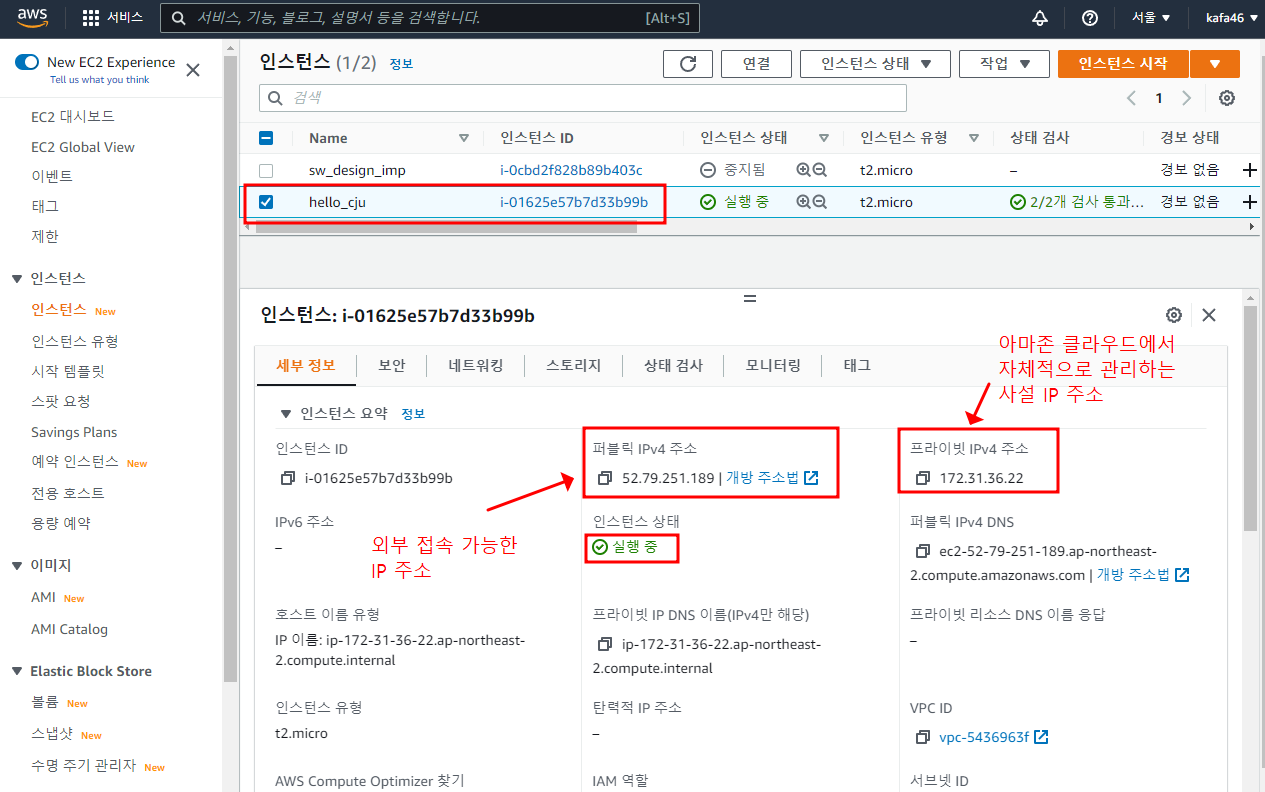 aws 서비스 서비스, 기능, 블로그, 설명서 등을 검색합니다. [Alt+S] 서울 ▼ kafa46 ▼
New EC2 Experience
Tell us what you think
EC2 대시보드
EC2 Global View
이벤트
태그
제한
▼ 인스턴스
인스턴스 New
인스턴스 유형
시작 템플릿
스팟 요청
Savings Plans
예약 인스턴스 New
전용 호스트
용량 예약
▼ 이미지
AMI New
AMI Catalog
▼ Elastic Block Store
볼륨 New
스냅샷 New
수명 주기 관리자 New
인스턴스 (1/2) 정보 연결 인스턴스 상태 ▼ 작업 ▼ 인스턴스 시작 ▼
검색 1
Name 인스턴스 ID 인스턴스 상태 인스턴스 유형 상태 검사 경보 상태
sw_design_imp i-0cbd2f828b89b403c 중지됨 t2.micro – 경보 없음 +
hello_cju i-01625e57b7d33b99b 실행 중 t2.micro 2/2개 검사 통과... 경보 없음 +
인스턴스: i-01625e57b7d33b99b
아마존 클라우드에서
자체적으로 관리하는
사설 IP 주소
세부 정보 보안 네트워킹 스토리지 상태 검사 모니터링 태그
▼ 인스턴스 요약 정보
인스턴스 ID
i-01625e57b7d33b99b
퍼블릭 IPv4 주소
52.79.251.189 | 개방 주소법
프라이빗 IPv4 주소
172.31.36.22
외부 접속 가능한
IP 주소
IPv6 주소
–
인스턴스 상태
실행 중
퍼블릭 IPv4 DNS
ec2-52-79-251-189.ap-northeast-
2.compute.amazonaws.com | 개방 주소법
호스트 이름 유형
IP 이름: ip-172-31-36-22.ap-northeast-
2.compute.internal
프라이빗 IP DNS 이름(IPv4만 해당)
ip-172-31-36-22.ap-northeast-
2.compute.internal
프라이빗 리소스 DNS 이름 응답
–
인스턴스 유형
t2.micro
탄력적 IP 주소
–
VPC ID
vpc-5436963f
AWS Compute Optimizer 찾기
IAM 역할
서브넷 ID